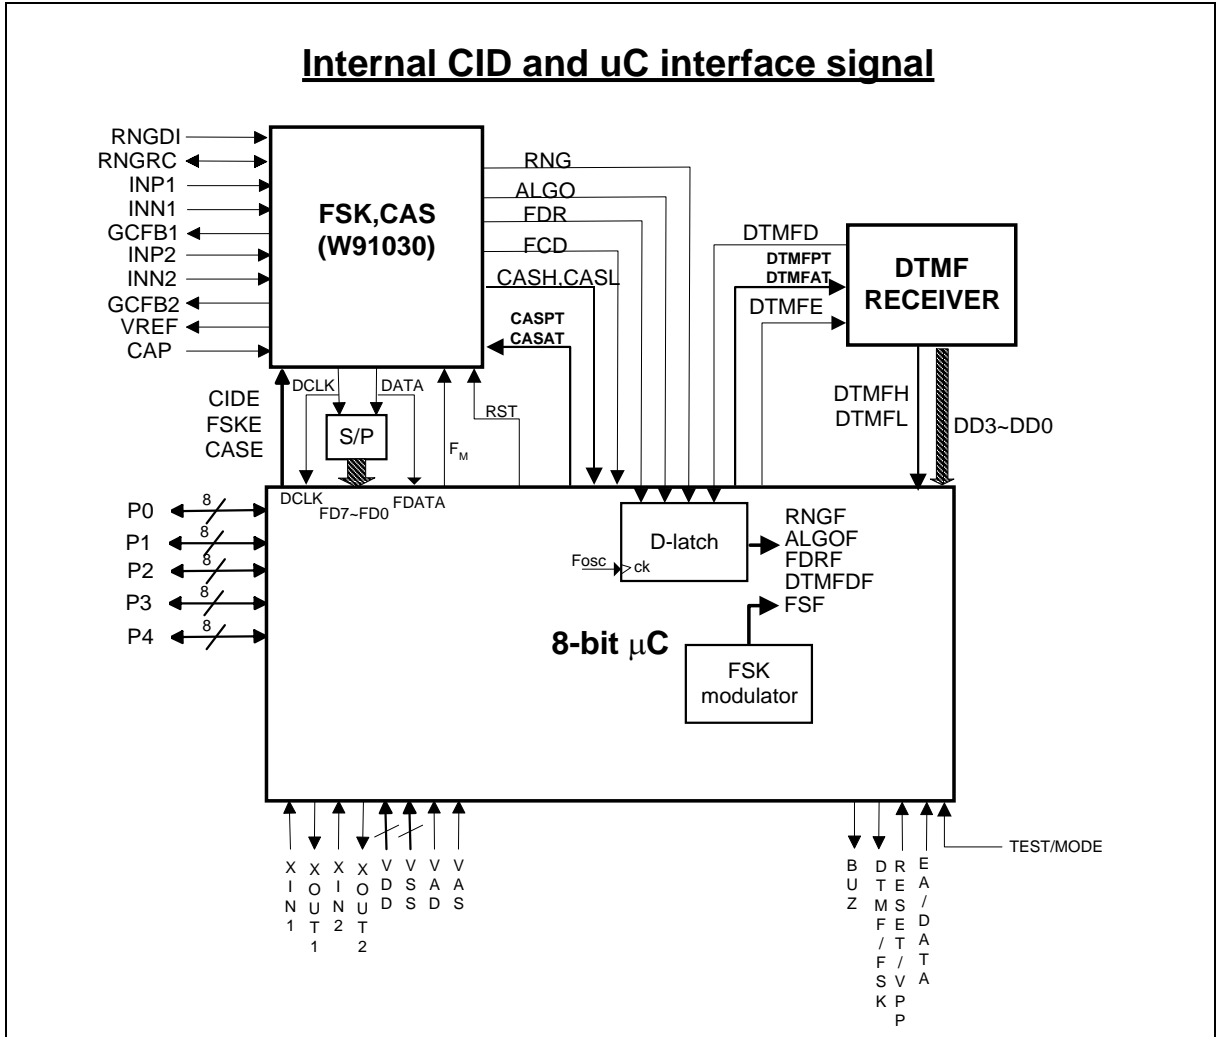 Internal CID and uC interface signal
RNGDI
RNGRC
INP1
INN1
GCFB1
INP2
INN2
GCFB2
VREF
CAP
FSK,CAS
(W91030)
RNG
ALGO
FDR
FCD
CASH,CASL
CASPT
CASAT
DTMFD
DTMFPT
DTMFAT
DTMFE
DTMF
RECEIVER
CIDE
FSKE
CASE
DCLK
DATA
S/P
FM
RST
DTMFH
DTMFL
DD3~DD0
DCLK
FD7~FD0
FDATA
P0
8
P1
8
P2
8
P3
8
P4
8
D-latch
Fosc
ck
RNGF
ALGOF
FDRF
DTMFDF
FSF
8-bit μC
FSK
modulator
XIN1
XOUT1
XIN2
XOUT2
VDD
VSS
VAD
VAS
BUZ
DTMF/FSK
RESET/VPP
EA/DATA
TEST/MODE